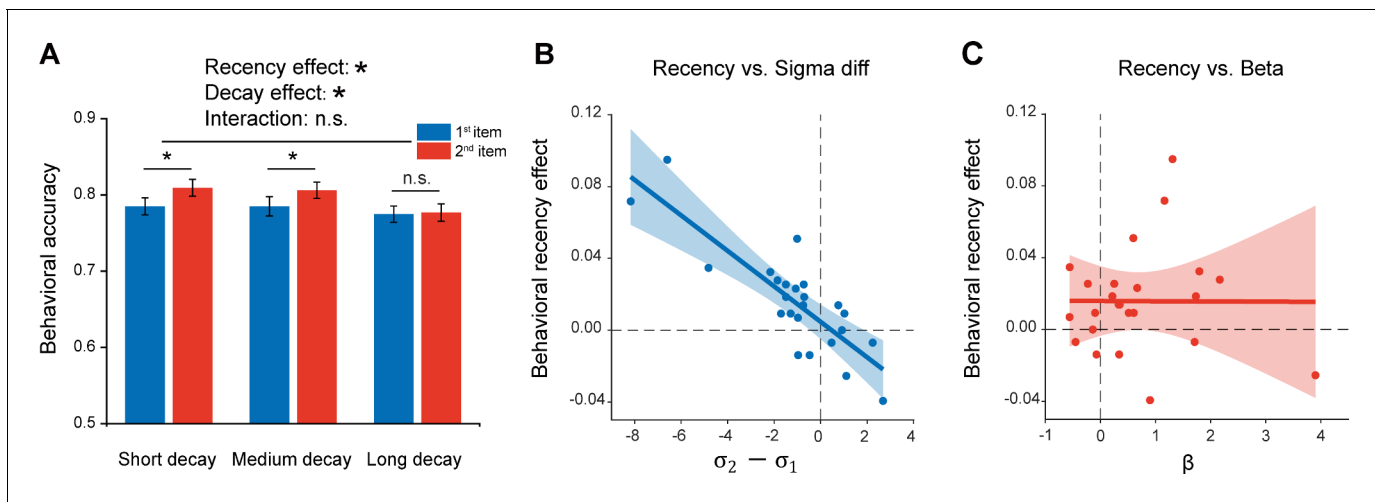 A
Recency effect: *
Decay effect: *
Interaction: n.s.
1st item
2nd item
* * n.s.
Behavioral accuracy
0.9
0.8
0.7
0.6
0.5
Short decay Medium decay Long decay
B
Recency vs. Sigma diff
Behavioral recency effect
0.12
0.08
0.04
0.00
-0.04
-8 -6 -4 -2 0 2 4
σ2 − σ1
C
Recency vs. Beta
Behavioral recency effect
0.12
0.08
0.04
0.00
-0.04
-1 0 1 2 3 4
β